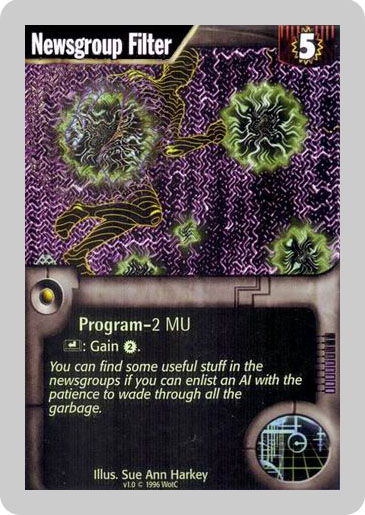 Newsgroup Filter
5
Program–2 MU
: Gain 2.
You can find some useful stuff in the
newsgroups if you can enlist an AI with the
patience to wade through all the
garbage.
Illus. Sue Ann Harkey
v1.0 © 1996 WotC